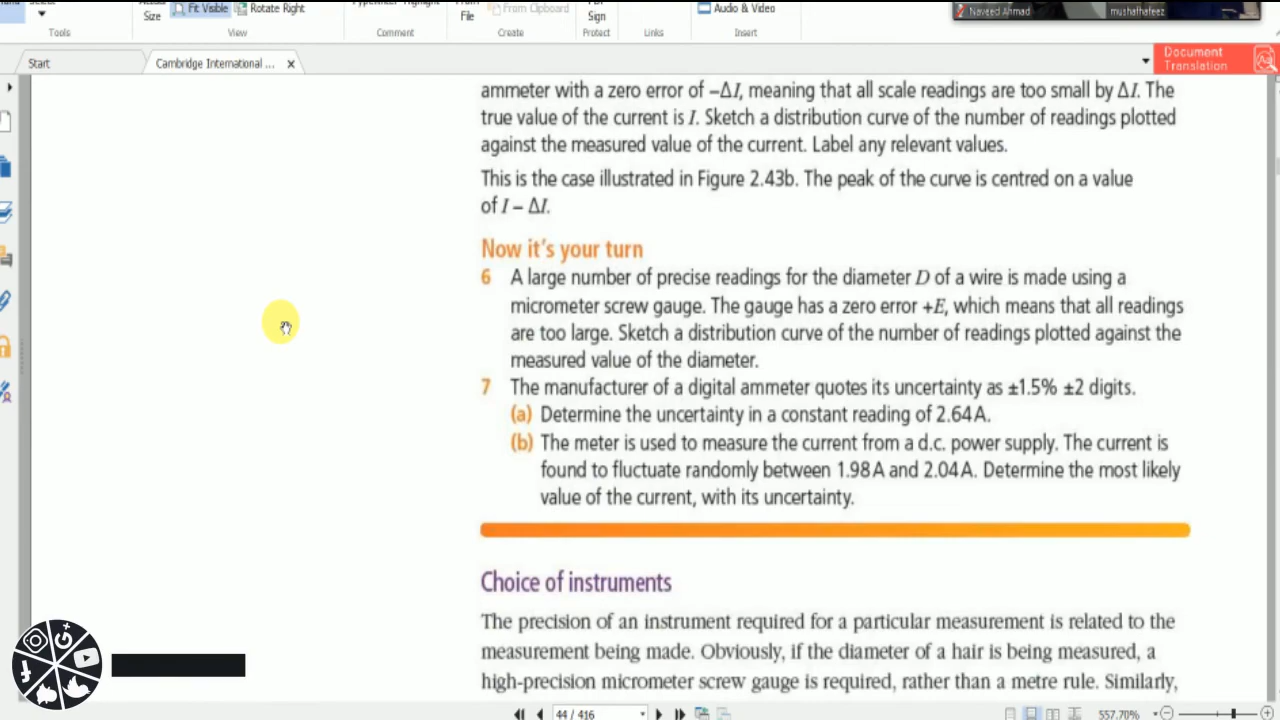 Size
Fit Visible
Rotate Right
From Clipboard
File
Sign
Audio & Video
Naveed Ahmad
mushathafeez
Tools
View
Comment
Create
Protect
Links
Insert
Start
Cambridge International ...
Document
Translation
ammeter with a zero error of −ΔI, meaning that all scale readings are too small by ΔI. The
true value of the current is I. Sketch a distribution curve of the number of readings plotted
against the measured value of the current. Label any relevant values.
This is the case illustrated in Figure 2.43b. The peak of the curve is centred on a value
of I − ΔI.
Now it's your turn
6 A large number of precise readings for the diameter D of a wire is made using a
micrometer screw gauge. The gauge has a zero error +E, which means that all readings
are too large. Sketch a distribution curve of the number of readings plotted against the
measured value of the diameter.
7 The manufacturer of a digital ammeter quotes its uncertainty as ±1.5% ±2 digits.
(a) Determine the uncertainty in a constant reading of 2.64 A.
(b) The meter is used to measure the current from a d.c. power supply. The current is
found to fluctuate randomly between 1.98 A and 2.04 A. Determine the most likely
value of the current, with its uncertainty.
Choice of instruments
The precision of an instrument required for a particular measurement is related to the
measurement being made. Obviously, if the diameter of a hair is being measured, a
high-precision micrometer screw gauge is required, rather than a metre rule. Similarly,
44 / 416
557.70%